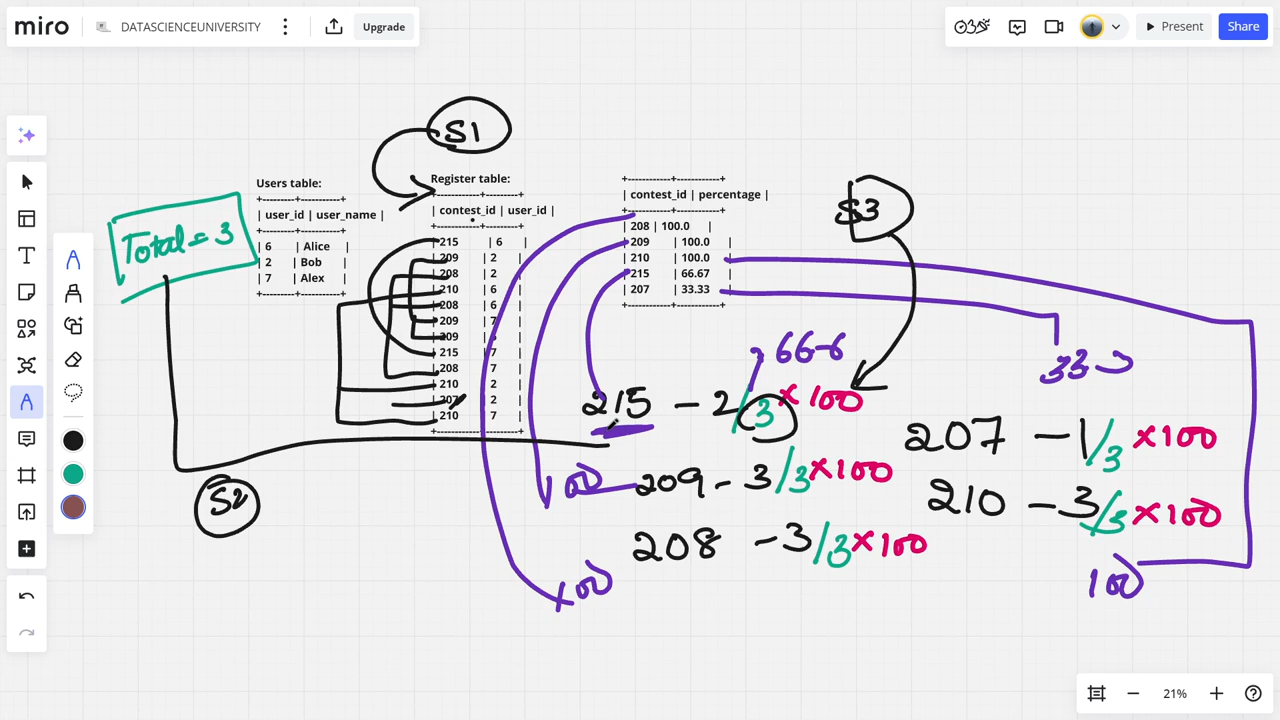 miro DATASCIENCEUNIVERSITY Upgrade
Present Share
S1
Total = 3
Users table:
+---------+-----------+
| user_id | user_name |
+---------+-----------+
| 6 | Alice |
| 2 | Bob |
| 7 | Alex |
+---------+-----------+
Register table:
+------------+---------+
| contest_id | user_id |
+------------+---------+
215 | 6 |
209 | 2 |
208 | 2 |
210 | 6 |
208 | 6 |
209 | 7 |
209 |
215 | 7 |
208 | 7 |
210 | 2 |
207 | 2 |
210 | 7 |
+------------+---------+
+------------+------------+
| contest_id | percentage |
+------------+------------+
| 208 | 100.0 |
209 | 100.0 |
210 | 100.0 |
215 | 66.67 |
207 | 33.33 |
+------------+------------+
S3
66-6
215 - 2/3 x 100
100 209 - 3/3 x 100
208 - 3/3 x 100
100
207 - 1/3 x 100
210 - 3/3 x 100
100
S2
21%